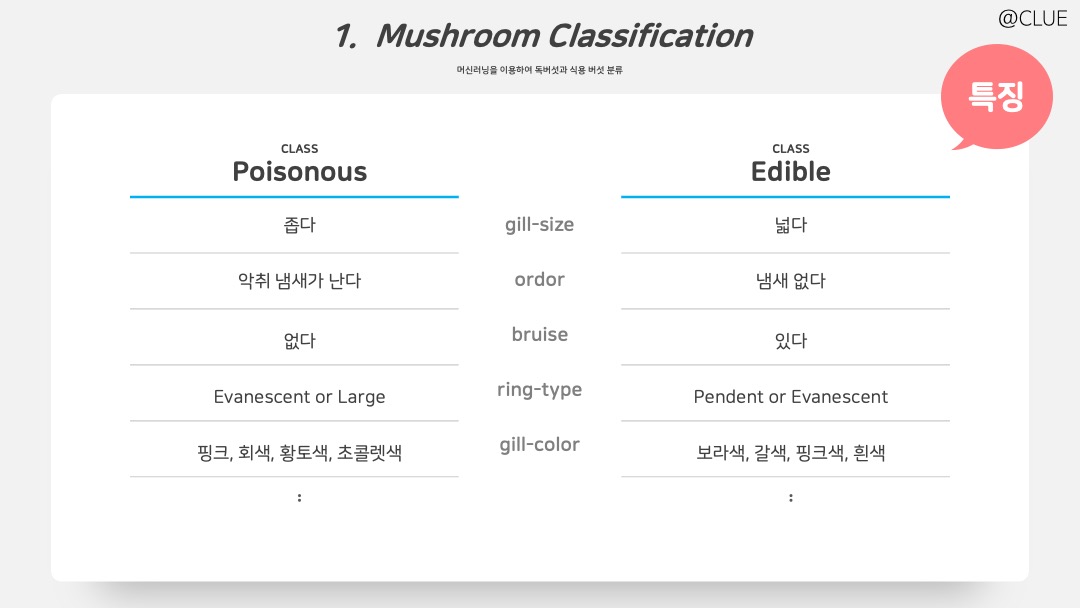 @CLUE
1. Mushroom Classification
머신러닝을 이용하여 독버섯과 식용 버섯 분류
특징
CLASS
Poisonous
CLASS
Edible
좁다 gill-size 넓다
악취 냄새가 난다 ordor 냄새 없다
없다 bruise 있다
Evanescent or Large ring-type Pendent or Evanescent
핑크, 회색, 황토색, 초콜렛색 gill-color 보라색, 갈색, 핑크색, 흰색
: :